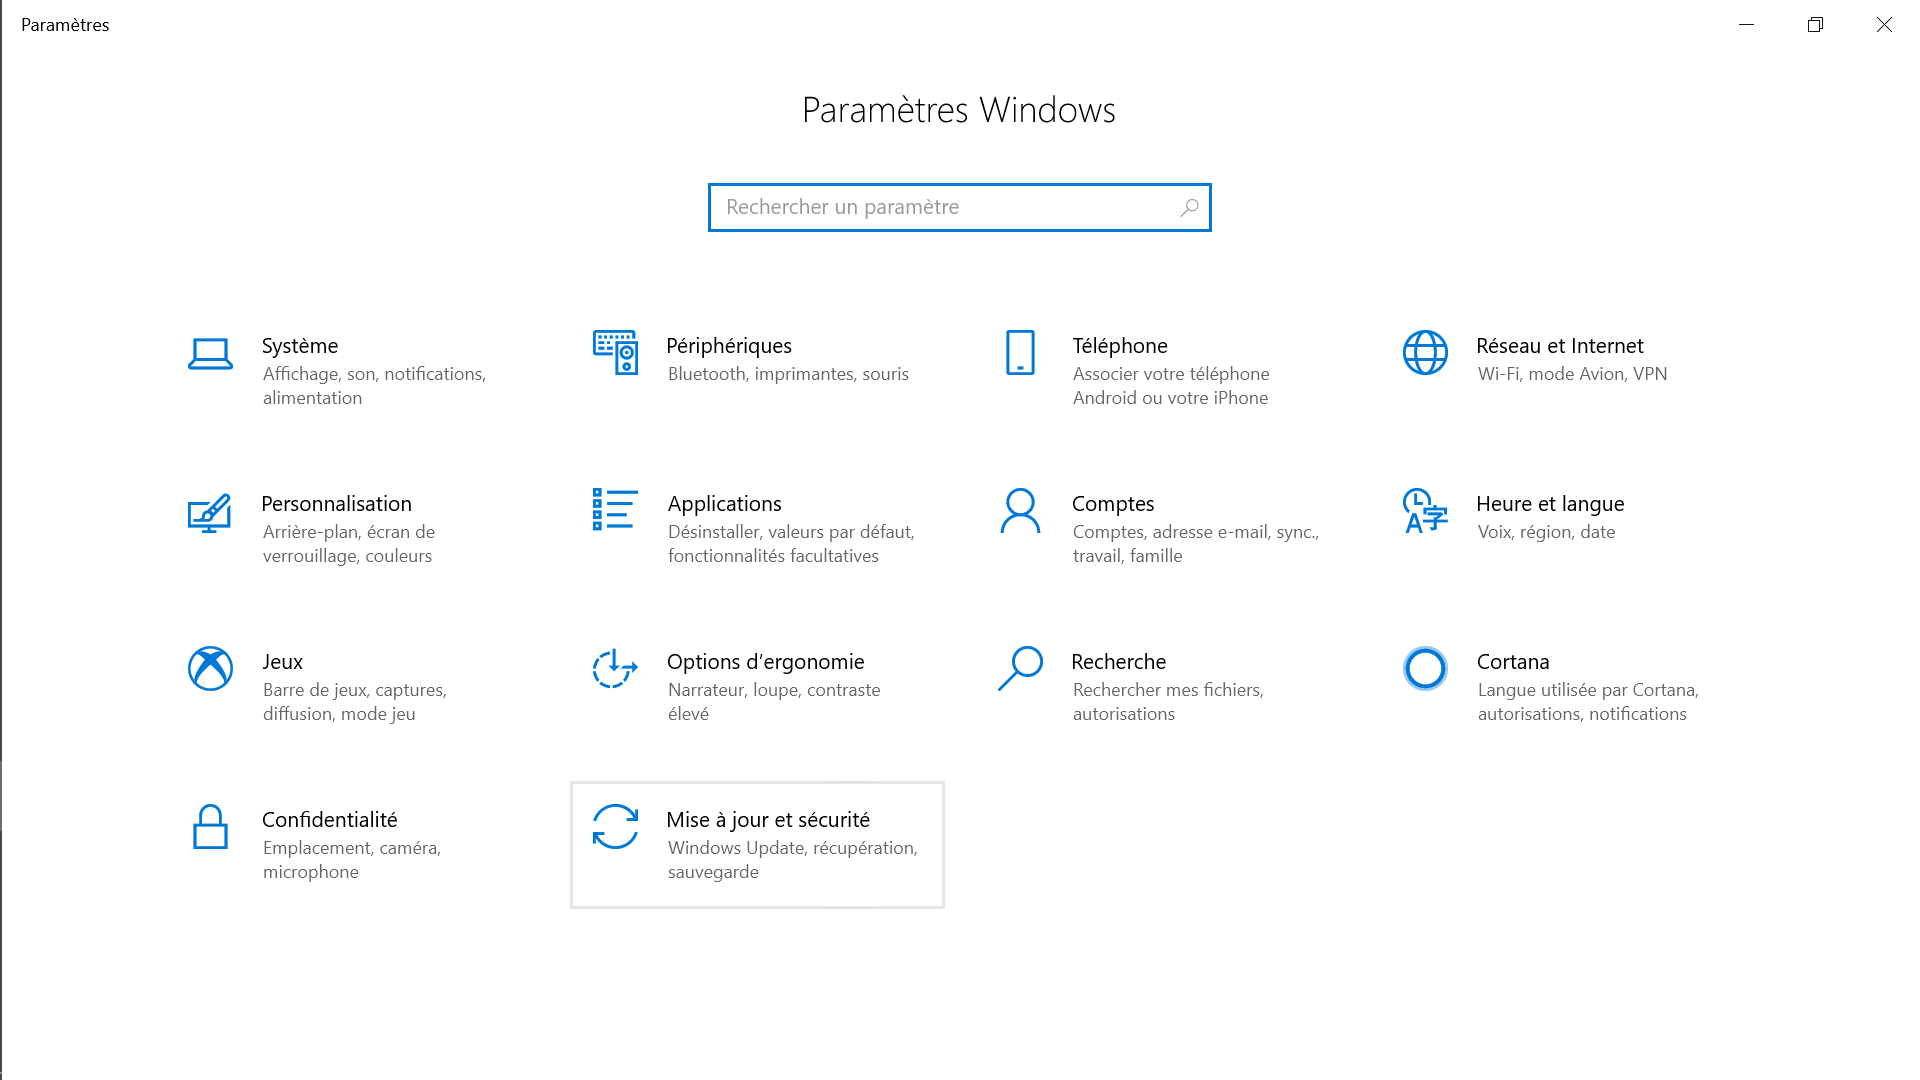 Paramètres
Paramètres Windows
Rechercher un paramètre
Système
Affichage, son, notifications,
alimentation
Périphériques
Bluetooth, imprimantes, souris
Téléphone
Associer votre téléphone
Android ou votre iPhone
Réseau et Internet
Wi-Fi, mode Avion, VPN
Personnalisation
Arrière-plan, écran de
verrouillage, couleurs
Applications
Désinstaller, valeurs par défaut,
fonctionnalités facultatives
Comptes
Comptes, adresse e-mail, sync.,
travail, famille
Heure et langue
Voix, région, date
Jeux
Barre de jeux, captures,
diffusion, mode jeu
Options d’ergonomie
Narrateur, loupe, contraste
élevé
Recherche
Rechercher mes fichiers,
autorisations
Cortana
Langue utilisée par Cortana,
autorisations, notifications
Confidentialité
Emplacement, caméra,
microphone
Mise à jour et sécurité
Windows Update, récupération,
sauvegarde